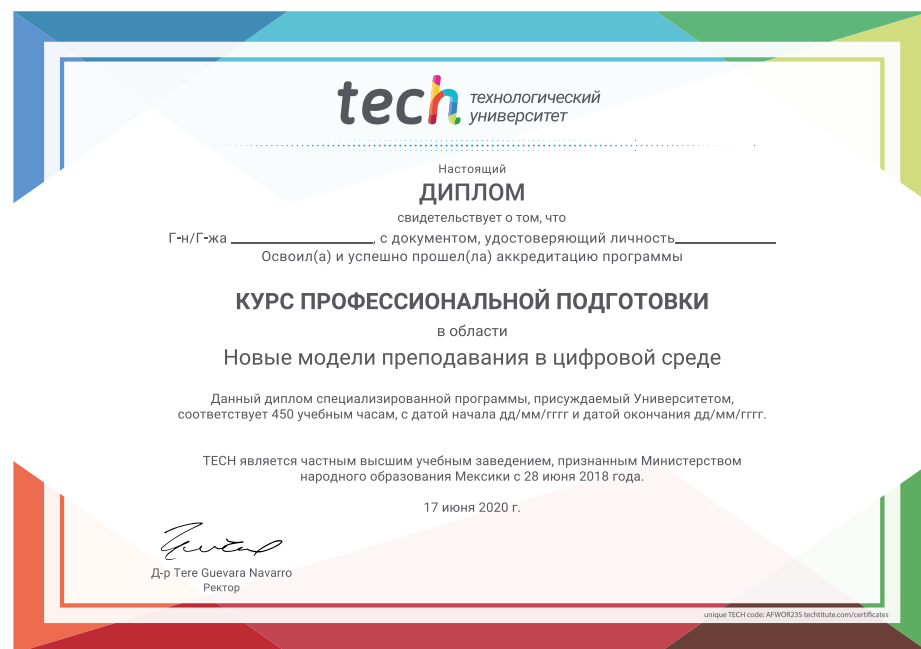 tech технологический
университет
Настоящий
ДИПЛОМ
свидетельствует о том, что
Г-н/Г-жа ____________________, с документом, удостоверяющий личность______________
Освоил(а) и успешно прошел(ла) аккредитацию программы
КУРС ПРОФЕССИОНАЛЬНОЙ ПОДГОТОВКИ
в области
Новые модели преподавания в цифровой среде
Данный диплом специализированной программы, присуждаемый Университетом,
соответствует 450 учебным часам, с датой начала дд/мм/гггг и датой окончания дд/мм/гггг.
TECH является частным высшим учебным заведением, признанным Министерством
народного образования Мексики с 28 июня 2018 года.
17 июня 2020 г.
Д-р Tere Guevara Navarro
Ректор
unique TECH code: AFWOR23S techtitute.com/certificates